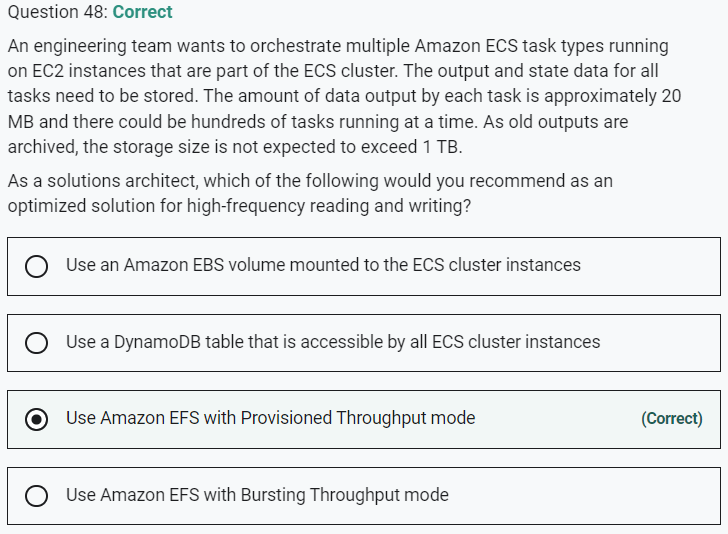 Question 48: Correct
An engineering team wants to orchestrate multiple Amazon ECS task types running
on EC2 instances that are part of the ECS cluster. The output and state data for all
tasks need to be stored. The amount of data output by each task is approximately 20
MB and there could be hundreds of tasks running at a time. As old outputs are
archived, the storage size is not expected to exceed 1 TB.
As a solutions architect, which of the following would you recommend as an
optimized solution for high-frequency reading and writing?
Use an Amazon EBS volume mounted to the ECS cluster instances
Use a DynamoDB table that is accessible by all ECS cluster instances
Use Amazon EFS with Provisioned Throughput mode (Correct)
Use Amazon EFS with Bursting Throughput mode